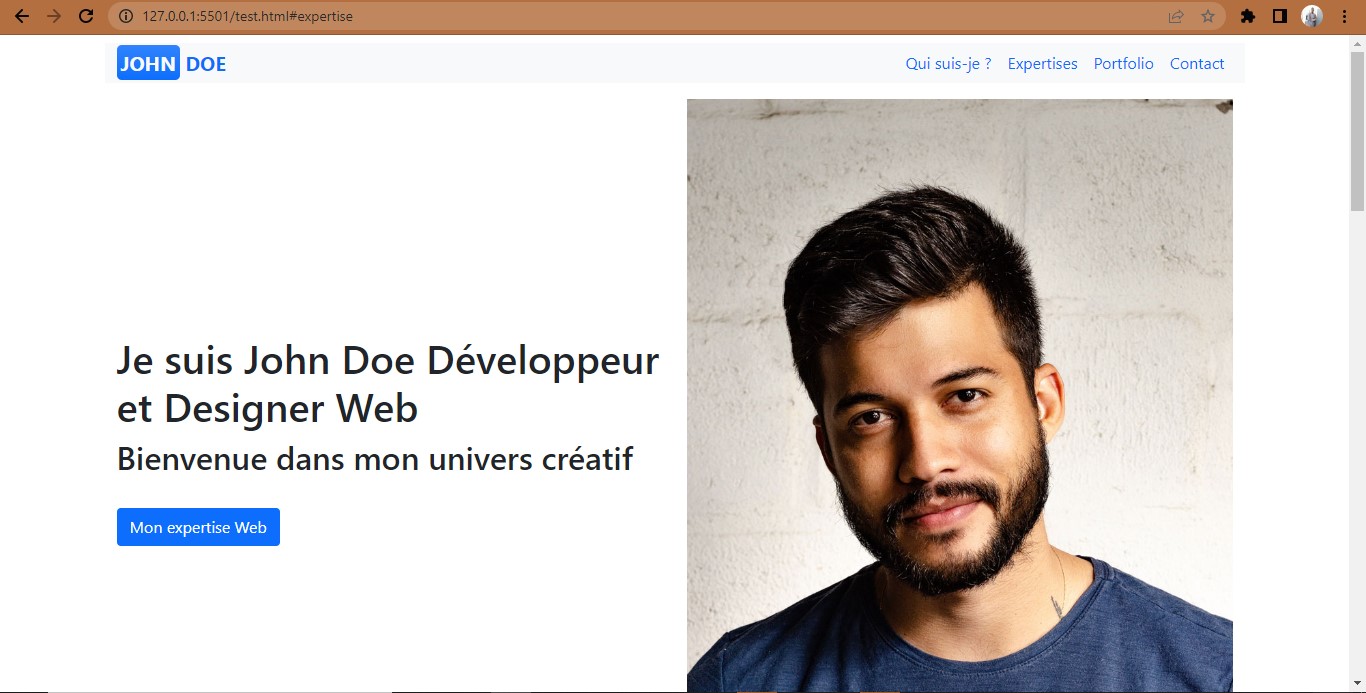 127.0.0.1:5501/test.html#expertise
JOHN DOE
Qui suis-je ? Expertises Portfolio Contact
Je suis John Doe Développeur
et Designer Web
Bienvenue dans mon univers créatif
Mon expertise Web